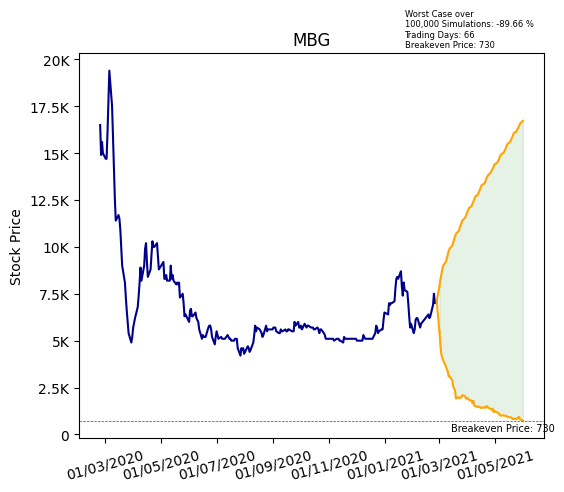 Worst Case over
100,000 Simulations: -89.66 %
Trading Days: 66
Breakeven Price: 730
MBG
Stock Price
20K
17.5K
15K
12.5K
10K
7.5K
5K
2.5K
0
Breakeven Price: 730
01/03/2020
01/05/2020
01/07/2020
01/09/2020
01/11/2020
01/01/2021
01/03/2021
01/05/2021